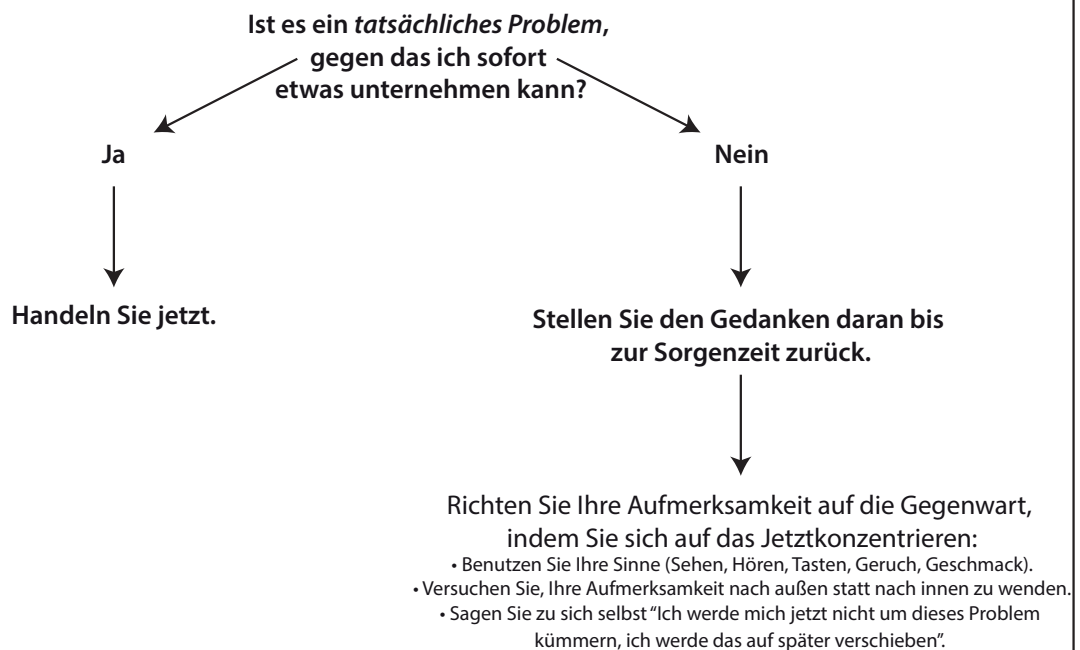 Ist es ein tatsächliches Problem,
gegen das ich sofort
etwas unternehmen kann?
Ja
Nein
Handeln Sie jetzt.
Stellen Sie den Gedanken daran bis
zur Sorgenzeit zurück.
Richten Sie Ihre Aufmerksamkeit auf die Gegenwart,
indem Sie sich auf das Jetztkonzentrieren:
• Benutzen Sie Ihre Sinne (Sehen, Hören, Tasten, Geruch, Geschmack).
• Versuchen Sie, Ihre Aufmerksamkeit nach außen statt nach innen zu wenden.
• Sagen Sie zu sich selbst “Ich werde mich jetzt nicht um dieses Problem
kümmern, ich werde das auf später verschieben”.